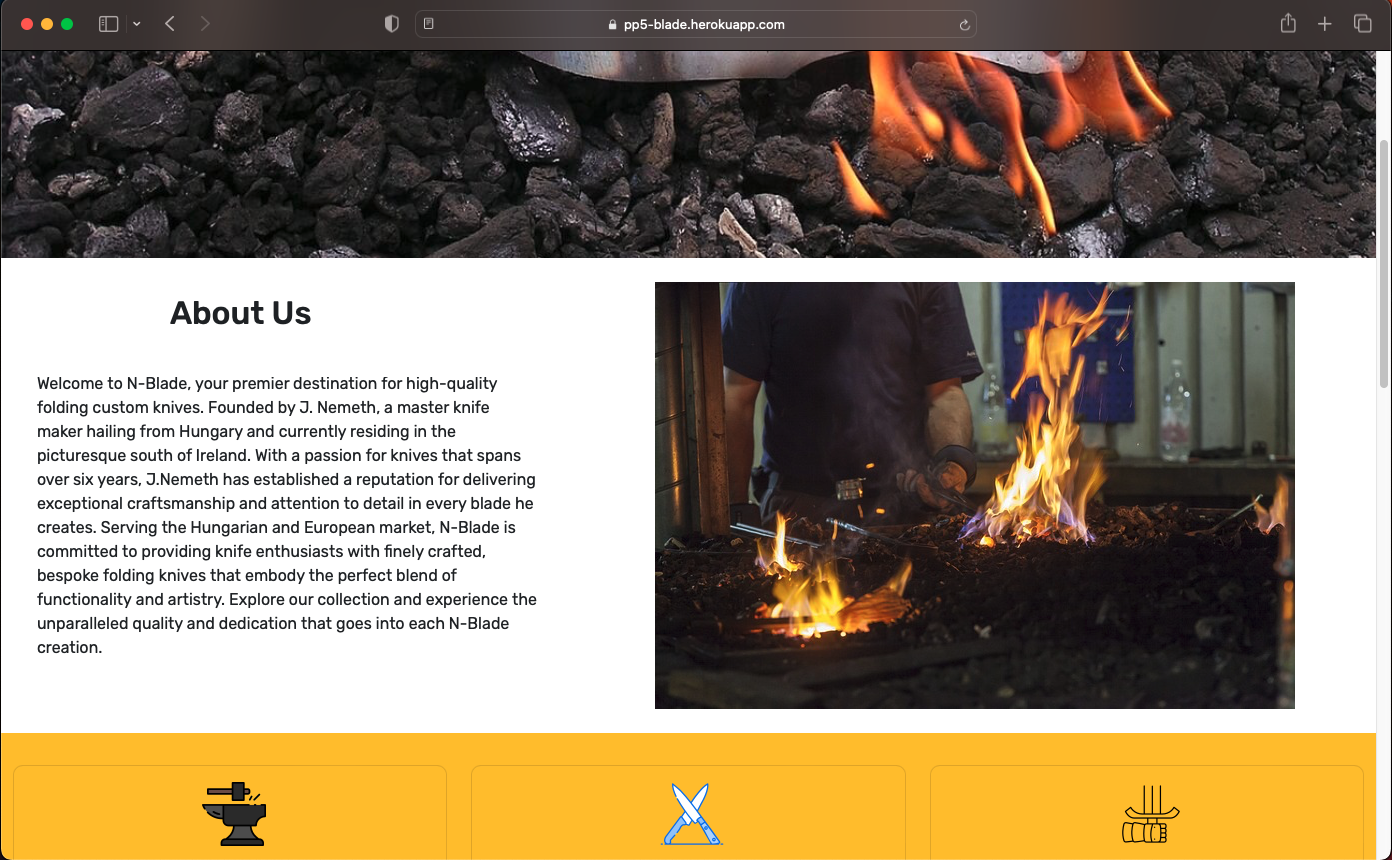 pp5-blade.herokuapp.com
About Us
Welcome to N-Blade, your premier destination for high-quality
folding custom knives. Founded by J. Nemeth, a master knife
maker hailing from Hungary and currently residing in the
picturesque south of Ireland. With a passion for knives that spans
over six years, J.Nemeth has established a reputation for delivering
exceptional craftsmanship and attention to detail in every blade he
creates. Serving the Hungarian and European market, N-Blade is
committed to providing knife enthusiasts with finely crafted,
bespoke folding knives that embody the perfect blend of
functionality and artistry. Explore our collection and experience the
unparalleled quality and dedication that goes into each N-Blade
creation.